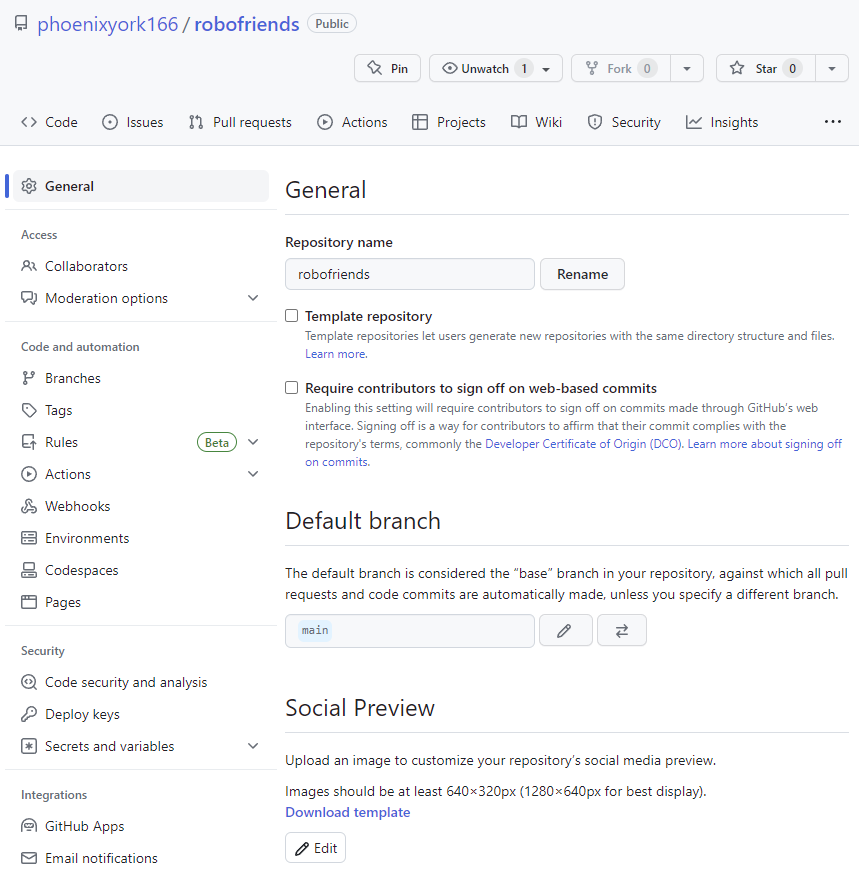 phoenixyork166 / robofriends Public
Pin Unwatch 1 Fork 0 Star 0
Code Issues Pull requests Actions Projects Wiki Security Insights
General
Access
Collaborators
Moderation options
Code and automation
Branches
Tags
Rules Beta
Actions
Webhooks
Environments
Codespaces
Pages
Security
Code security and analysis
Deploy keys
Secrets and variables
Integrations
GitHub Apps
Email notifications
General
Repository name
robofriends Rename
Template repository
Template repositories let users generate new repositories with the same directory structure and files.
Learn more.
Require contributors to sign off on web-based commits
Enabling this setting will require contributors to sign off on commits made through GitHub's web
interface. Signing off is a way for contributors to affirm that their commit complies with the
repository's terms, commonly the Developer Certificate of Origin (DCO). Learn more about signing off
on commits.
Default branch
The default branch is considered the “base” branch in your repository, against which all pull
requests and code commits are automatically made, unless you specify a different branch.
main
Social Preview
Upload an image to customize your repository’s social media preview.
Images should be at least 640×320px (1280×640px for best display).
Download template
Edit